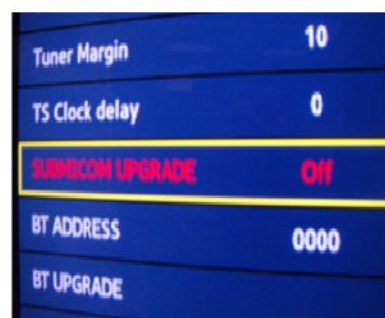 Tuner Margin 10
TS Clock delay 0
SUBMICOM UPGRADE Off
BT ADDRESS 0000
BT UPGRADE